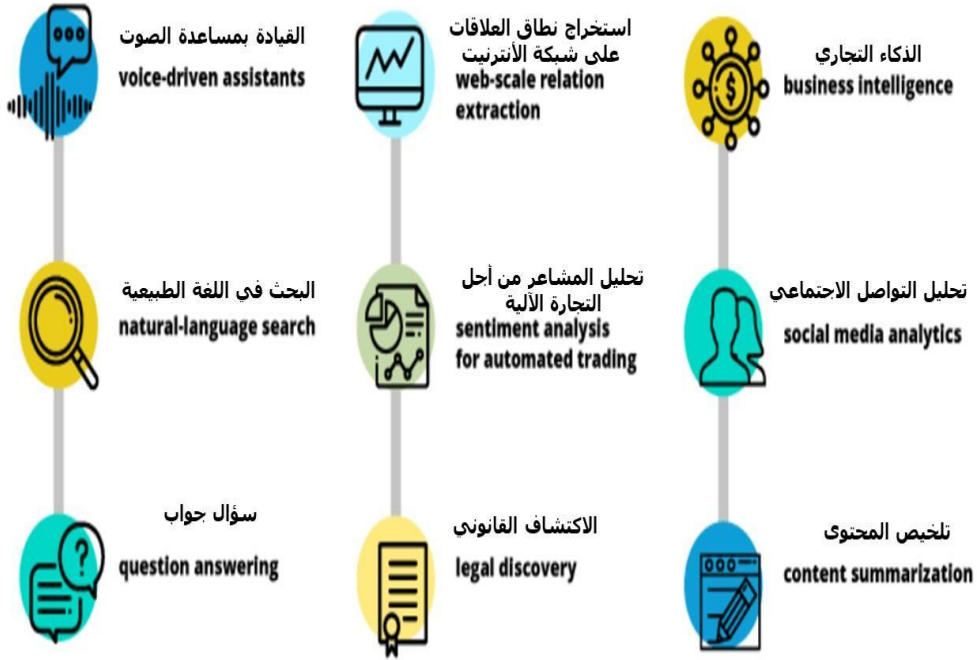 القيادة بمساعدة الصوت
voice-driven assistants
استخراج نطاق العلاقات
على شبكة الأنترنيت
web-scale relation
extraction
الذكاء التجاري
business intelligence
البحث في اللغة الطبيعية
natural-language search
تحليل المشاعر من أجل
التجارة الآلية
sentiment analysis
for automated trading
تحليل التواصل الاجتماعي
social media analytics
سؤال جواب
question answering
الاكتشاف القانوني
legal discovery
تلخيص المحتوى
content summarization